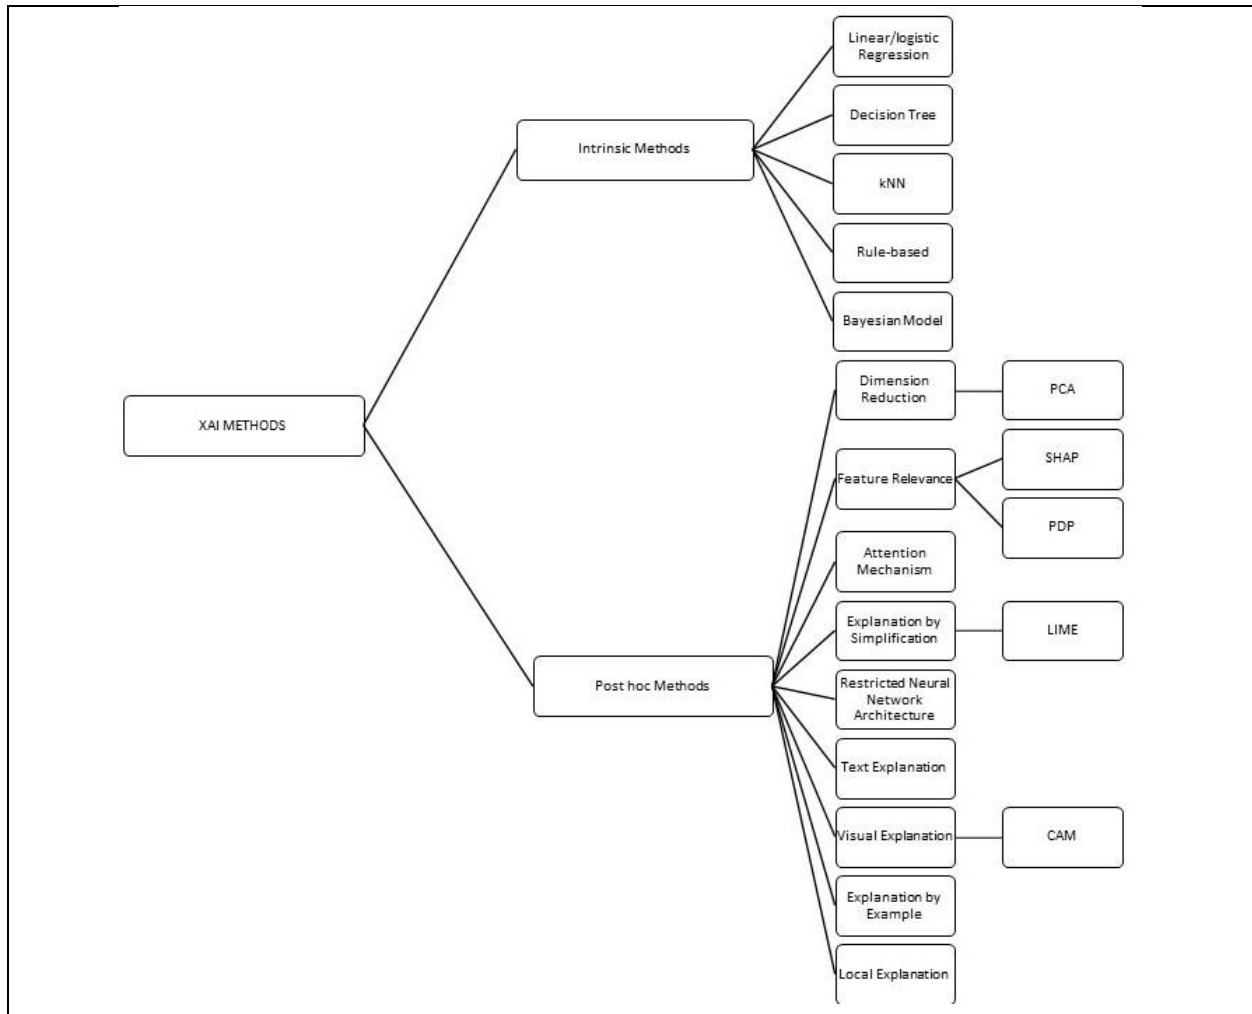 Linear/logistic
Regression
Decision Tree
Intrinsic Methods
kNN
Rule-based
Bayesian Model
Dimension
Reduction
PCA
XAI METHODS
SHAP
Feature Relevance
PDP
Attention
Mechanism
Explanation by
Simplification
LIME
Post hoc Methods
Restricted Neural
Network
Architecture
Text Explanation
Visual Explanation
CAM
Explanation by
Example
Local Explanation